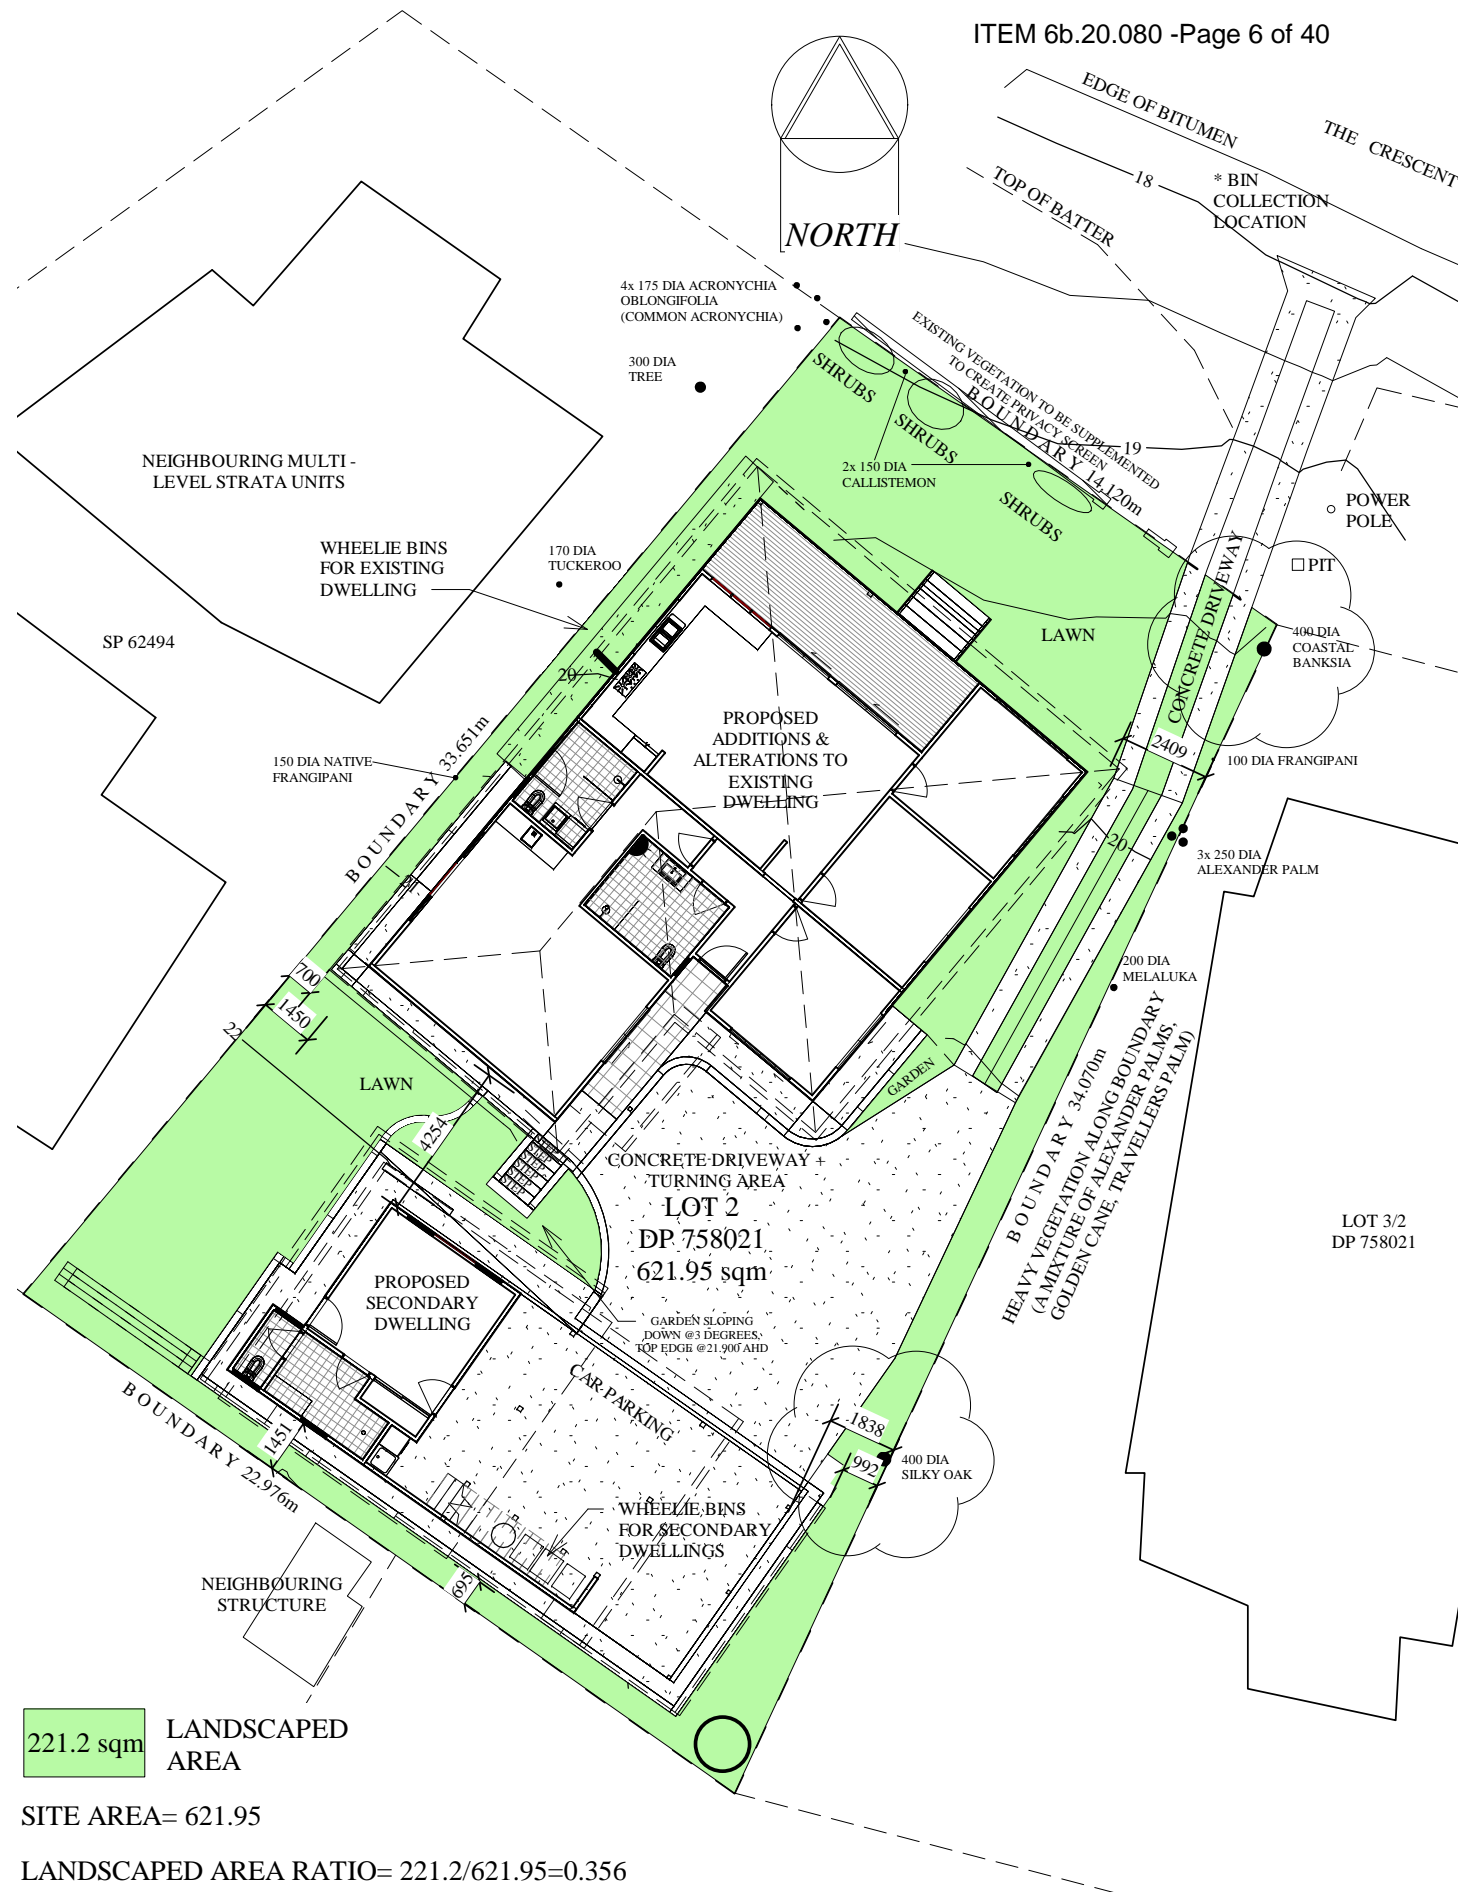 ITEM 6b.20.080 -Page 6 of 40
EDGE OF BITUMEN
THE CRESCENT
18
* BIN
COLLECTION
LOCATION
TOP OF BATTER
NORTH
4x 175 DIA ACRONYCHIA
OBLONGIFOLIA
(COMMON ACRONYCHIA)
300 DIA
TREE
EXISTING VEGETATION TO BE SUPPLEMENTED
TO CREATE PRIVACY SCREEN
BOUNDARY 14.120m
SHRUBS
SHRUBS
SHRUBS
19
2x 150 DIA
CALLISTEMON
NEIGHBOURING MULTI -
LEVEL STRATA UNITS
POWER
POLE
WHEELIE BINS
FOR EXISTING
DWELLING
170 DIA
TUCKEROO
PIT
CONCRETE DRIVEWAY
SP 62494
LAWN
400 DIA
COASTAL
BANKSIA
20
PROPOSED
ADDITIONS &
ALTERATIONS TO
EXISTING
DWELLING
2409
150 DIA NATIVE
FRANGIPANI
BOUNDARY 33.651m
100 DIA FRANGIPANI
20
3x 250 DIA
ALEXANDER PALM
200 DIA
MELALUKA
700
1450
22
LAWN
GARDEN
4254
STEP
STEP
STEP
STEP
STEP
BOUNDARY 34.070m
HEAVY VEGETATION ALONG BOUNDARY
(A MIXTURE OF ALEXANDER PALMS,
GOLDEN CANE, TRAVELLERS PALM)
CONCRETE DRIVEWAY +
TURNING AREA
LOT 2
DP 758021
621.95 sqm
LOT 3/2
DP 758021
PROPOSED
SECONDARY
DWELLING
GARDEN SLOPING
DOWN @3 DEGREES,
TOP EDGE @21.900 AHD
CAR PARKING
BOUNDARY 22.976m
1451
1838
992
400 DIA
SILKY OAK
WHEELIE BINS
FOR SECONDARY
DWELLINGS
695
NEIGHBOURING
STRUCTURE
221.2 sqm
LANDSCAPED
AREA
SITE AREA= 621.95
LANDSCAPED AREA RATIO= 221.2/621.95=0.356